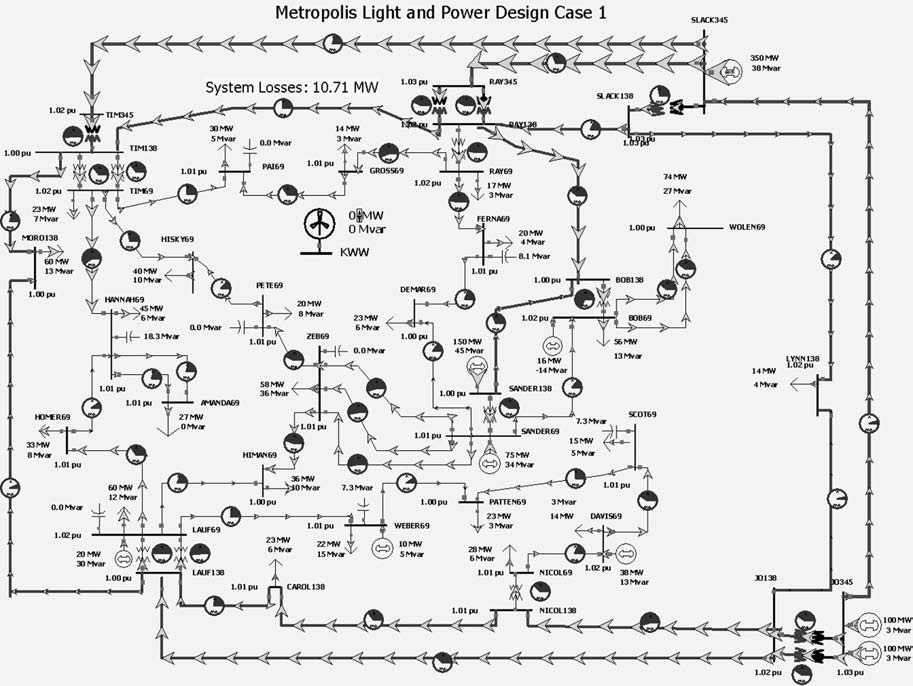 Metropolis Light and Power Design Case 1
SLACK345
350 MW
38 Mvar
System Losses: 10.71 MW
1.03 pu
RAY345
SLACK138
1.02 pu
TIM345
RAY138
1.03 pu
1.00 pu
TIM138
30 MW
5 Mvar
0.0 Mvar
14 MW
3 Mvar
1.01 pu
PAI69
1.01 pu
GROSS69
1.02 pu
RAY69
17 MW
3 Mvar
1.02 pu
TIM69
23 MW
7 Mvar
74 MW
27 Mvar
0 MW
0 Mvar
KWW
FERNA69
20 MW
4 Mvar
8.1 Mvar
1.01 pu
1.00 pu
WOLEN69
MORO138
60 MW
13 Mvar
1.00 pu
HISKY69
40 MW
10 Mvar
PETE69
20 MW
8 Mvar
0.0 Mvar
1.01 pu
DEMAR69
23 MW
6 Mvar
1.00 pu
1.00 pu
BOB138
1.02 pu
BOB69
56 MW
13 Mvar
16 MW
-14 Mvar
HANNAH69
45 MW
6 Mvar
18.3 Mvar
1.01 pu
ZEB69
0.0 Mvar
58 MW
36 Mvar
1.01 pu
150 MW
45 Mvar
1.00 pu
SANDER138
LYNN138
1.02 pu
14 MW
4 Mvar
1.01 pu
AMANDA69
27 MW
0 Mvar
HOMER69
33 MW
8 Mvar
1.01 pu
1.01 pu
SANDER69
75 MW
34 Mvar
7.3 Mvar
SCOT69
15 MW
5 Mvar
1.01 pu
HIMAN69
36 MW
10 Mvar
1.00 pu
60 MW
12 Mvar
0.0 Mvar
1.02 pu
LAUF69
20 MW
30 Mvar
1.00 pu
LAUF138
7.3 Mvar
1.01 pu
WEBER69
22 MW
15 Mvar
10 MW
5 Mvar
1.00 pu
PATTEN69
23 MW
3 Mvar
3 Mvar
14 MW
DAVIS69
1.02 pu
38 MW
13 Mvar
23 MW
6 Mvar
1.01 pu
CAROL138
28 MW
6 Mvar
1.01 pu
NICOL69
1.01 pu
NICOL138
JO138
JO345
100 MW
3 Mvar
100 MW
3 Mvar
1.02 pu
1.03 pu